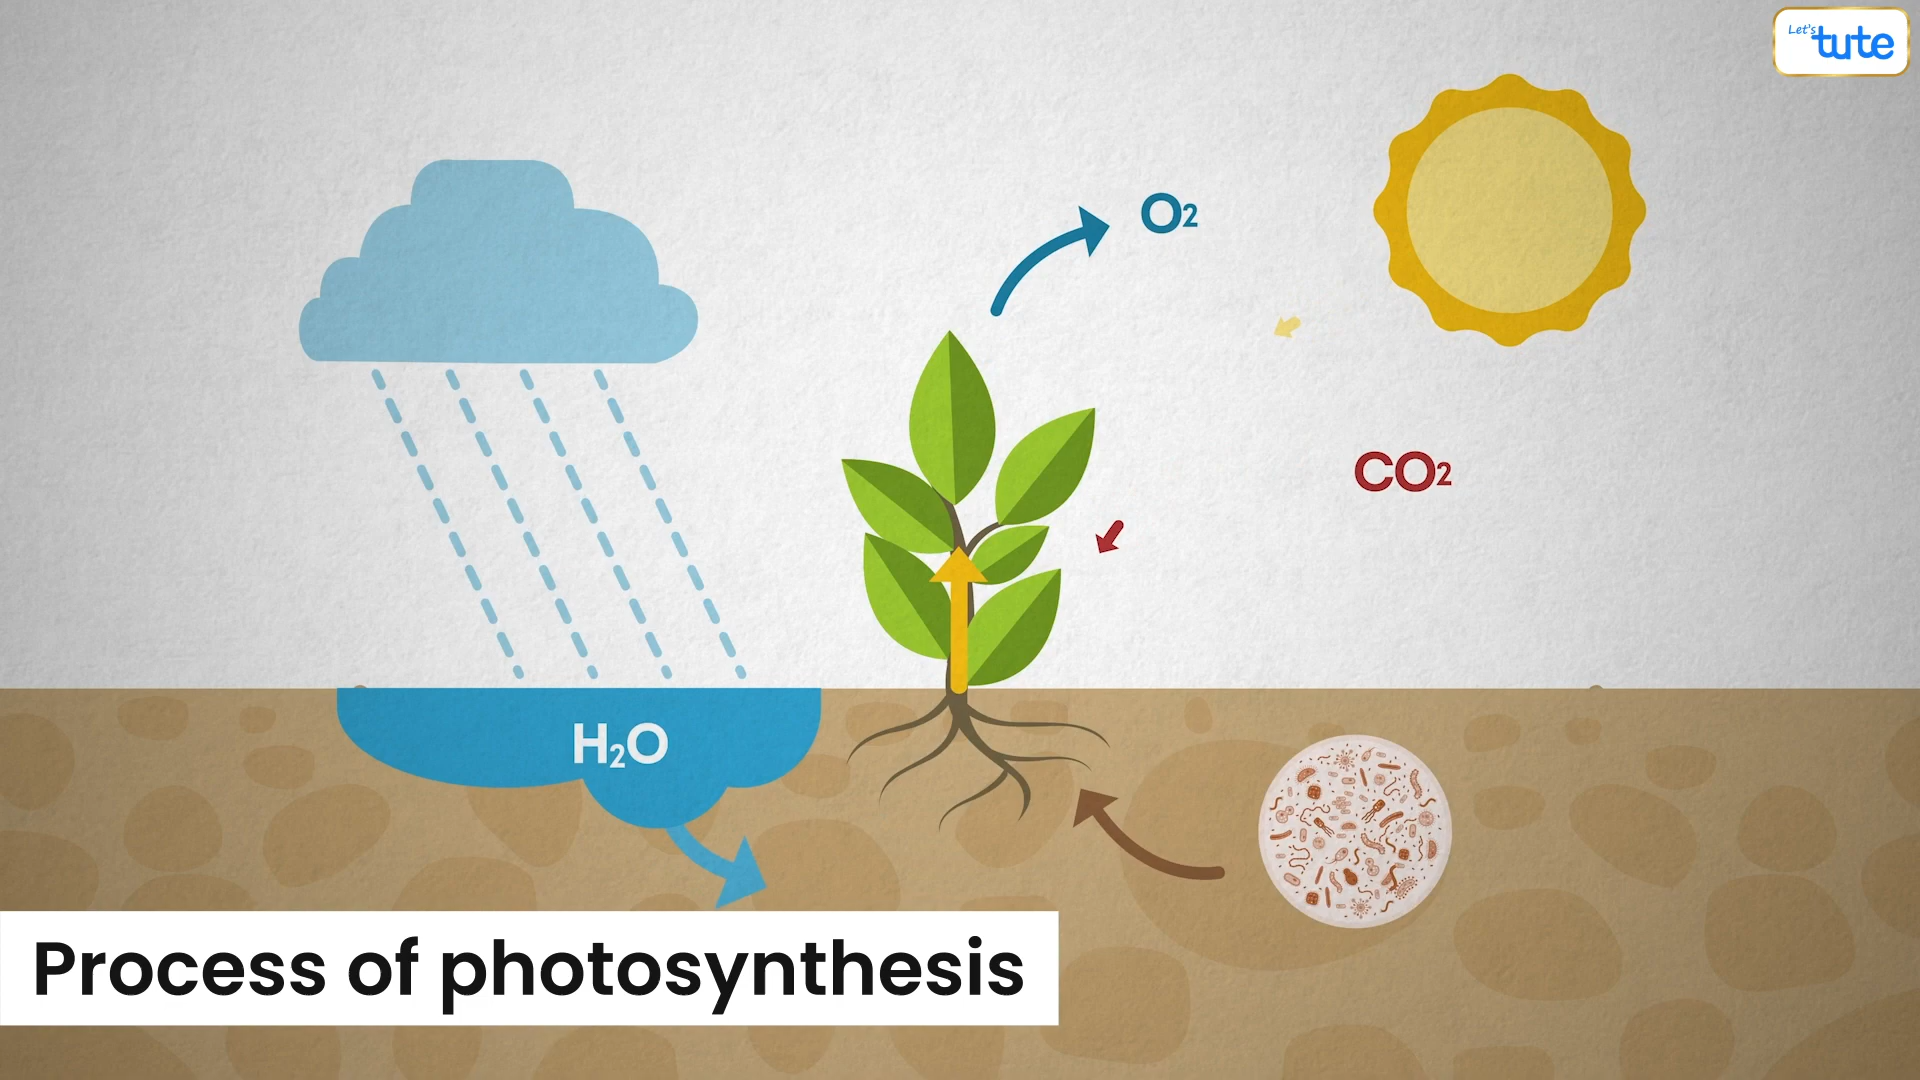 Let's
tute
O2
CO2
H2O
Process of photosynthesis